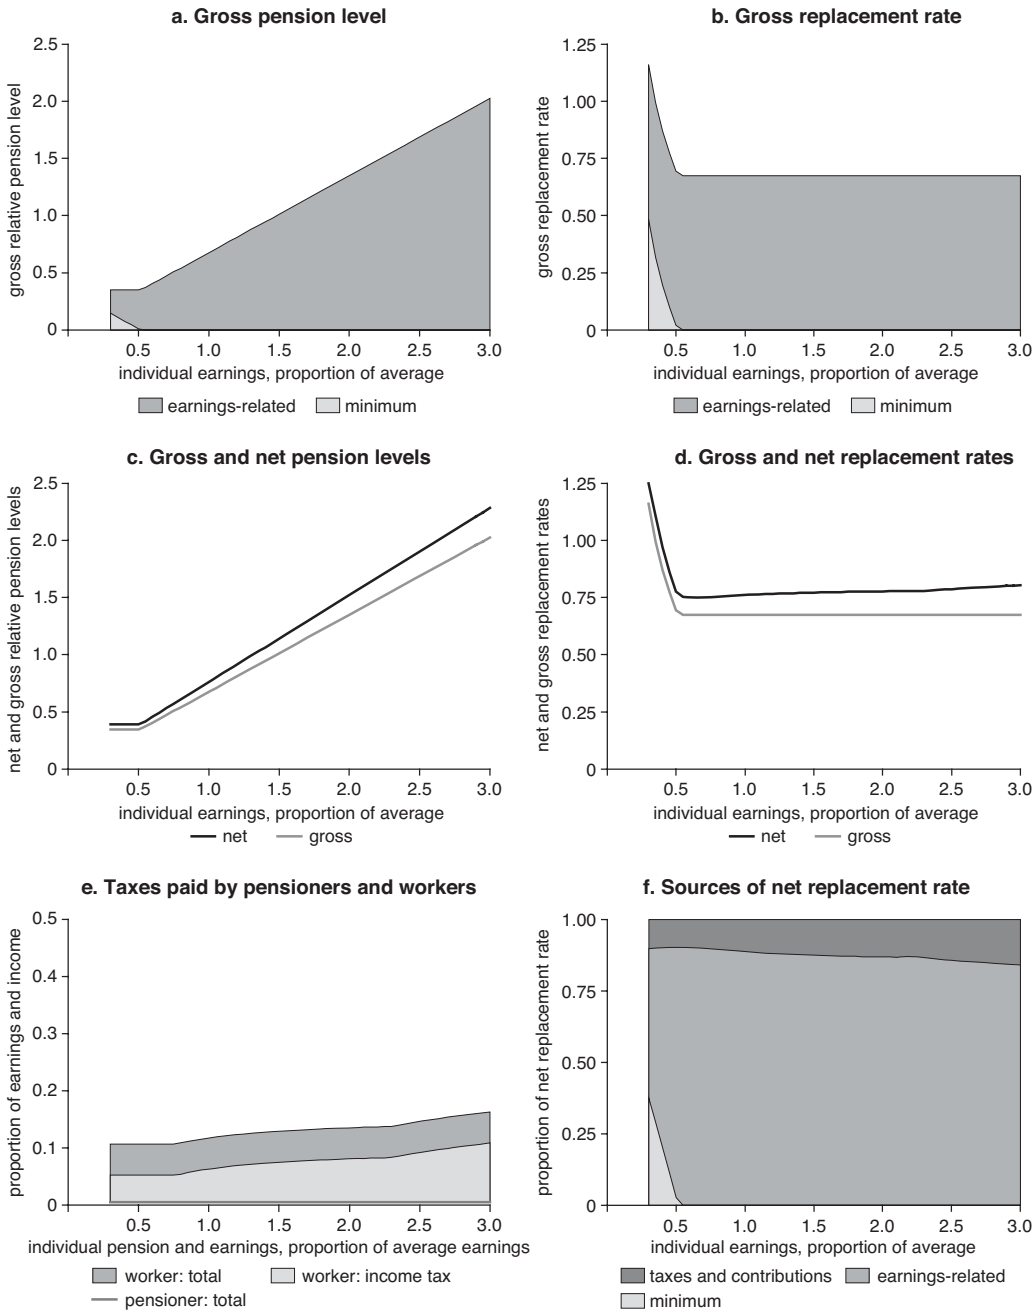 a. Gross pension level
gross relative pension level
2.5
2.0
1.5
1.0
0.5
0
0.5 1.0 1.5 2.0 2.5 3.0
individual earnings, proportion of average
earnings-related minimum
b. Gross replacement rate
gross replacement rate
1.25
1.00
0.75
0.50
0.25
0
0.5 1.0 1.5 2.0 2.5 3.0
individual earnings, proportion of average
earnings-related minimum
c. Gross and net pension levels
net and gross relative pension levels
2.5
2.0
1.5
1.0
0.5
0
0.5 1.0 1.5 2.0 2.5 3.0
individual earnings, proportion of average
net gross
d. Gross and net replacement rates
net and gross replacement rates
1.25
1.00
0.75
0.50
0.25
0
0.5 1.0 1.5 2.0 2.5 3.0
individual earnings, proportion of average
net gross
e. Taxes paid by pensioners and workers
proportion of earnings and income
0.5
0.4
0.3
0.2
0.1
0
0.5 1.0 1.5 2.0 2.5 3.0
individual pension and earnings, proportion of average earnings
worker: total worker: income tax
pensioner: total
f. Sources of net replacement rate
proportion of net replacement rate
1.00
0.75
0.50
0.25
0
0.5 1.0 1.5 2.0 2.5 3.0
individual earnings, proportion of average
taxes and contributions earnings-related
minimum